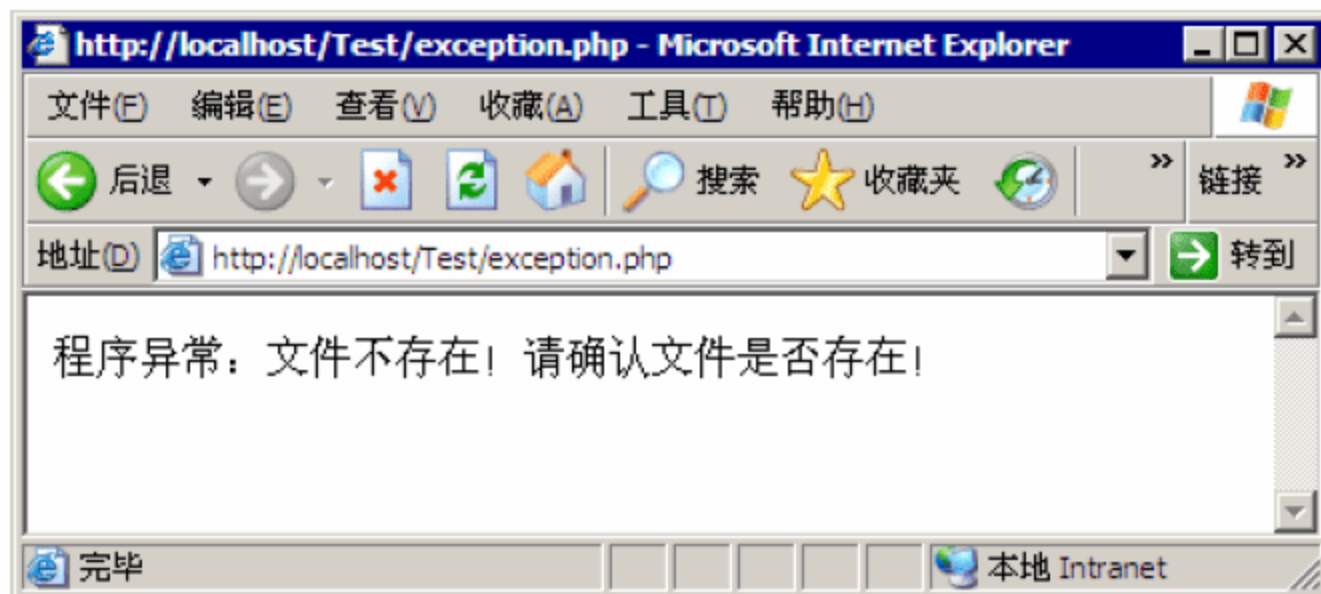 http://localhost/Test/exception.php - Microsoft Internet Explorer
文件(F) 编辑(E) 查看(V) 收藏(A) 工具(T) 帮助(H)
后退 搜索 收藏夹 » 链接 »
地址(D) http://localhost/Test/exception.php 转到
程序异常：文件不存在！请确认文件是否存在！
完毕 本地 Intranet